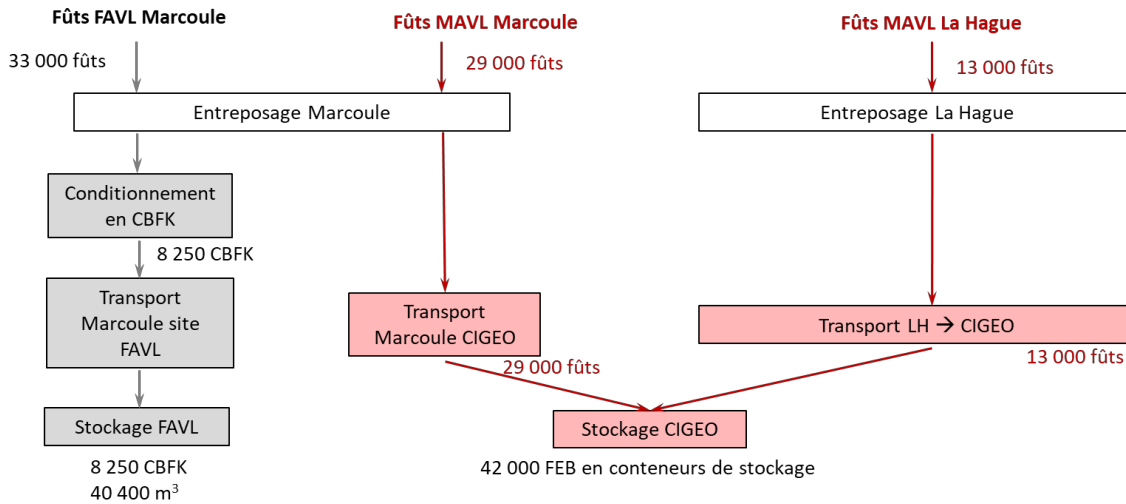 Fûts FAVL Marcoule
Fûts MAVL Marcoule
Fûts MAVL La Hague
33 000 fûts
29 000 fûts
13 000 fûts
Entreposage Marcoule
Entreposage La Hague
Conditionnement
en CBFK
8 250 CBFK
Transport
Marcoule site
FAVL
Transport
Marcoule CIGEO
Transport LH → CIGEO
29 000 fûts
13 000 fûts
Stockage FAVL
Stockage CIGEO
8 250 CBFK
40 400 m³
42 000 FEB en conteneurs de stockage